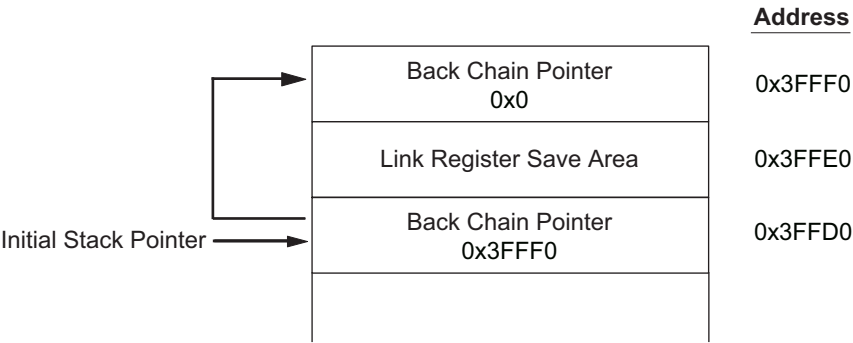 Address
Back Chain Pointer
0x0
0x3FFF0
Link Register Save Area
0x3FFE0
Back Chain Pointer
0x3FFF0
0x3FFD0
Initial Stack Pointer